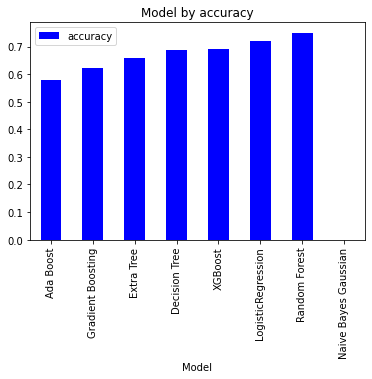 Model by accuracy
accuracy
0.7
0.6
0.5
0.4
0.3
0.2
0.1
0.0
Ada Boost
Gradient Boosting
Extra Tree
Decision Tree
XGBoost
LogisticRegression
Random Forest
Naive Bayes Gaussian
Model